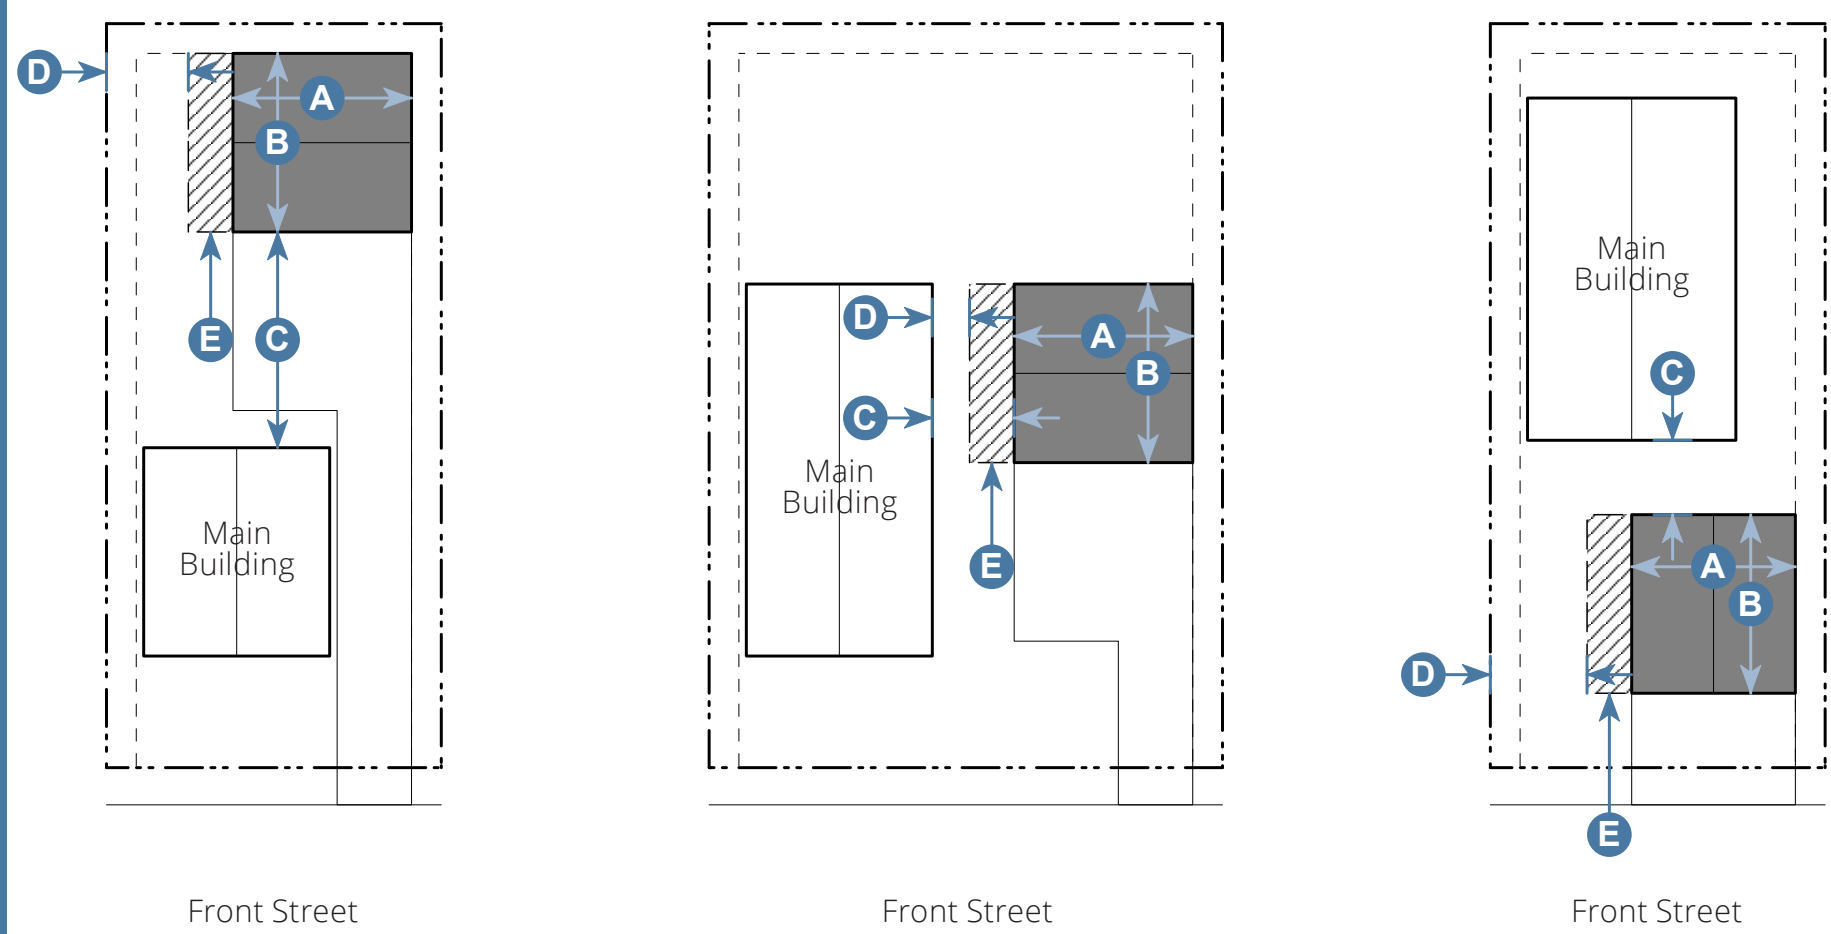 D
A
B
E
C
Main
Building
Front Street
D
A
B
C
Main
Building
E
Front Street
Main
Building
C
A
B
D
E
Front Street